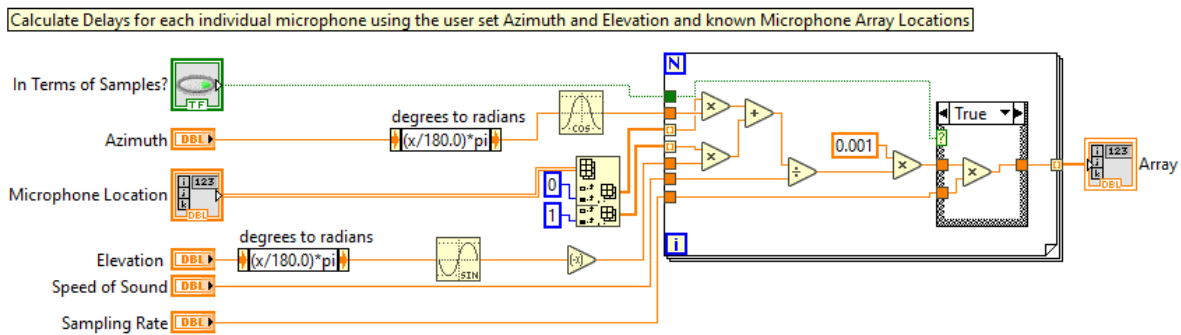 Calculate Delays for each individual microphone using the user set Azimuth and Elevation and known Microphone Array Locations
In Terms of Samples?
TF
N
degrees to radians
Azimuth
DBL
(x/180.0)*pi
COS
x
+
True
?
0.001
x
x
÷
x
Microphone Location
i
j
k
123
DBL
0
1
i
j
k
123
DBL
Array
degrees to radians
Elevation
DBL
(x/180.0)*pi
SIN
(-x)
i
Speed of Sound
DBL
Sampling Rate
DBL